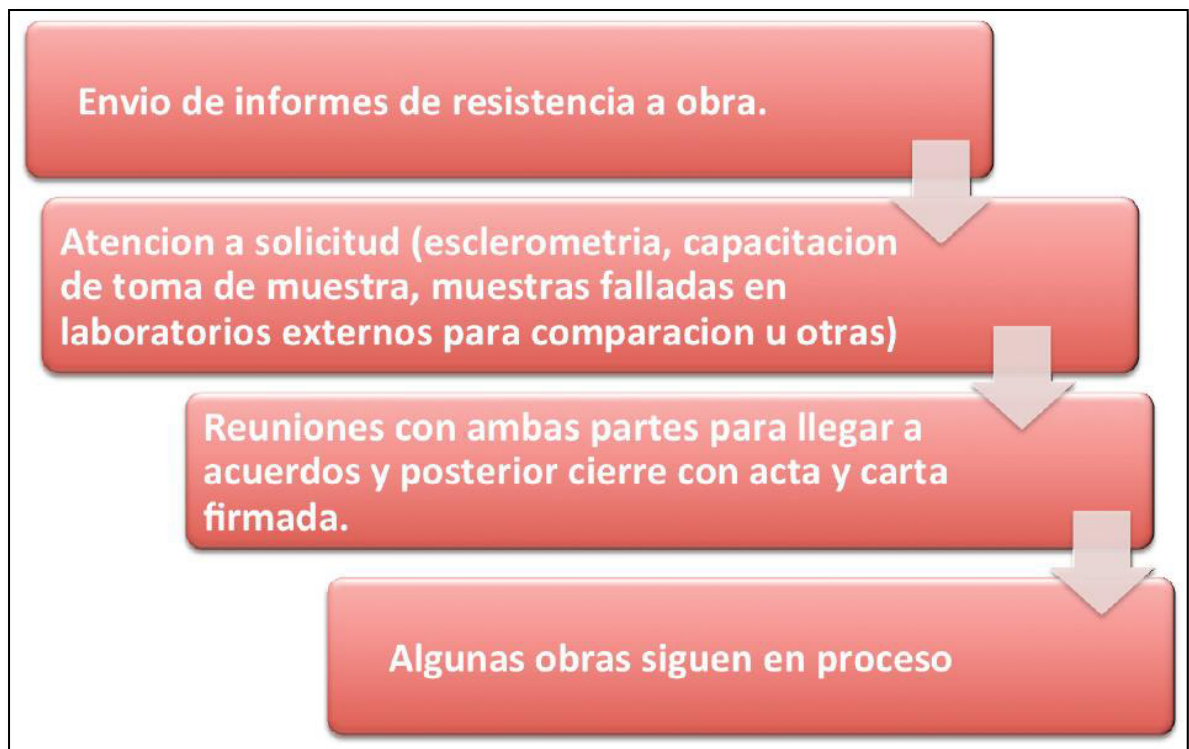 Envio de informes de resistencia a obra.
Atencion a solicitud (esclerometria, capacitacion
de toma de muestra, muestras falladas en
laboratorios externos para comparacion u otras)
Reuniones con ambas partes para llegar a
acuerdos y posterior cierre con acta y carta
firmada.
Algunas obras siguen en proceso